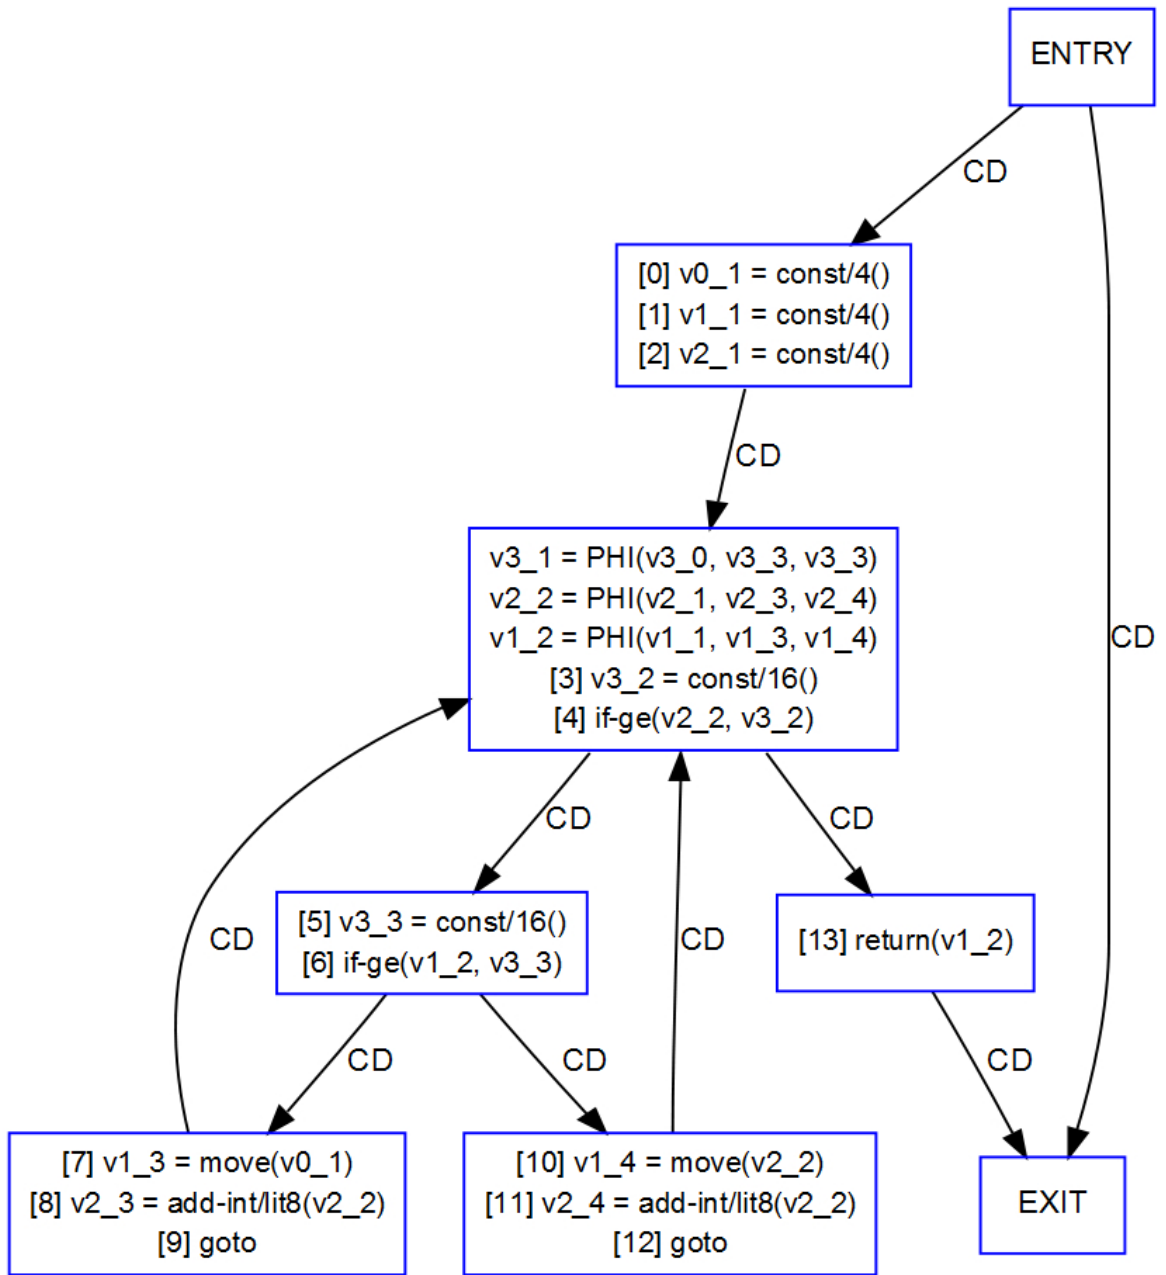 ENTRY
CD
[0] v0_1 = const/4()
[1] v1_1 = const/4()
[2] v2_1 = const/4()
CD
v3_1 = PHI(v3_0, v3_3, v3_3)
v2_2 = PHI(v2_1, v2_3, v2_4)
v1_2 = PHI(v1_1, v1_3, v1_4)
[3] v3_2 = const/16()
[4] if-ge(v2_2, v3_2)
CD
CD
CD
[5] v3_3 = const/16()
[6] if-ge(v1_2, v3_3)
CD
CD
[13] return(v1_2)
CD
CD
CD
[7] v1_3 = move(v0_1)
[8] v2_3 = add-int/lit8(v2_2)
[9] goto
[10] v1_4 = move(v2_2)
[11] v2_4 = add-int/lit8(v2_2)
[12] goto
EXIT